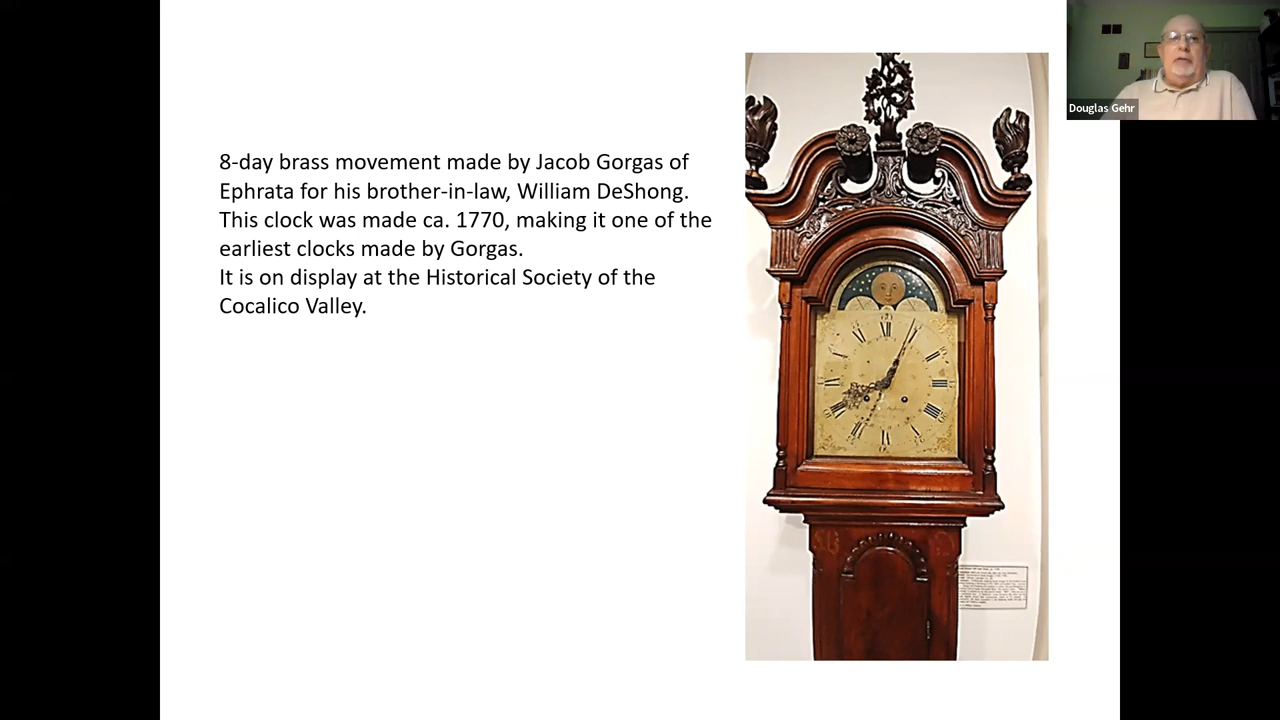 8-day brass movement made by Jacob Gorgas of
Ephrata for his brother-in-law, William DeShong.
This clock was made ca. 1770, making it one of the
earliest clocks made by Gorgas.
It is on display at the Historical Society of the
Cocalico Valley.
Douglas Gehr